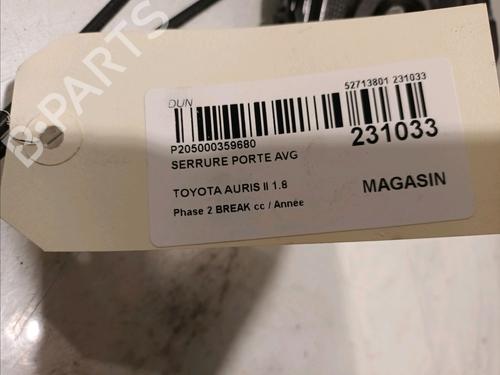 B-PARTS
DUN
52713801 231033
P205000359680
231033
SERRURE PORTE AVG
TOYOTA AURIS II 1.8
MAGASIN
Phase 2 BREAK cc / Année